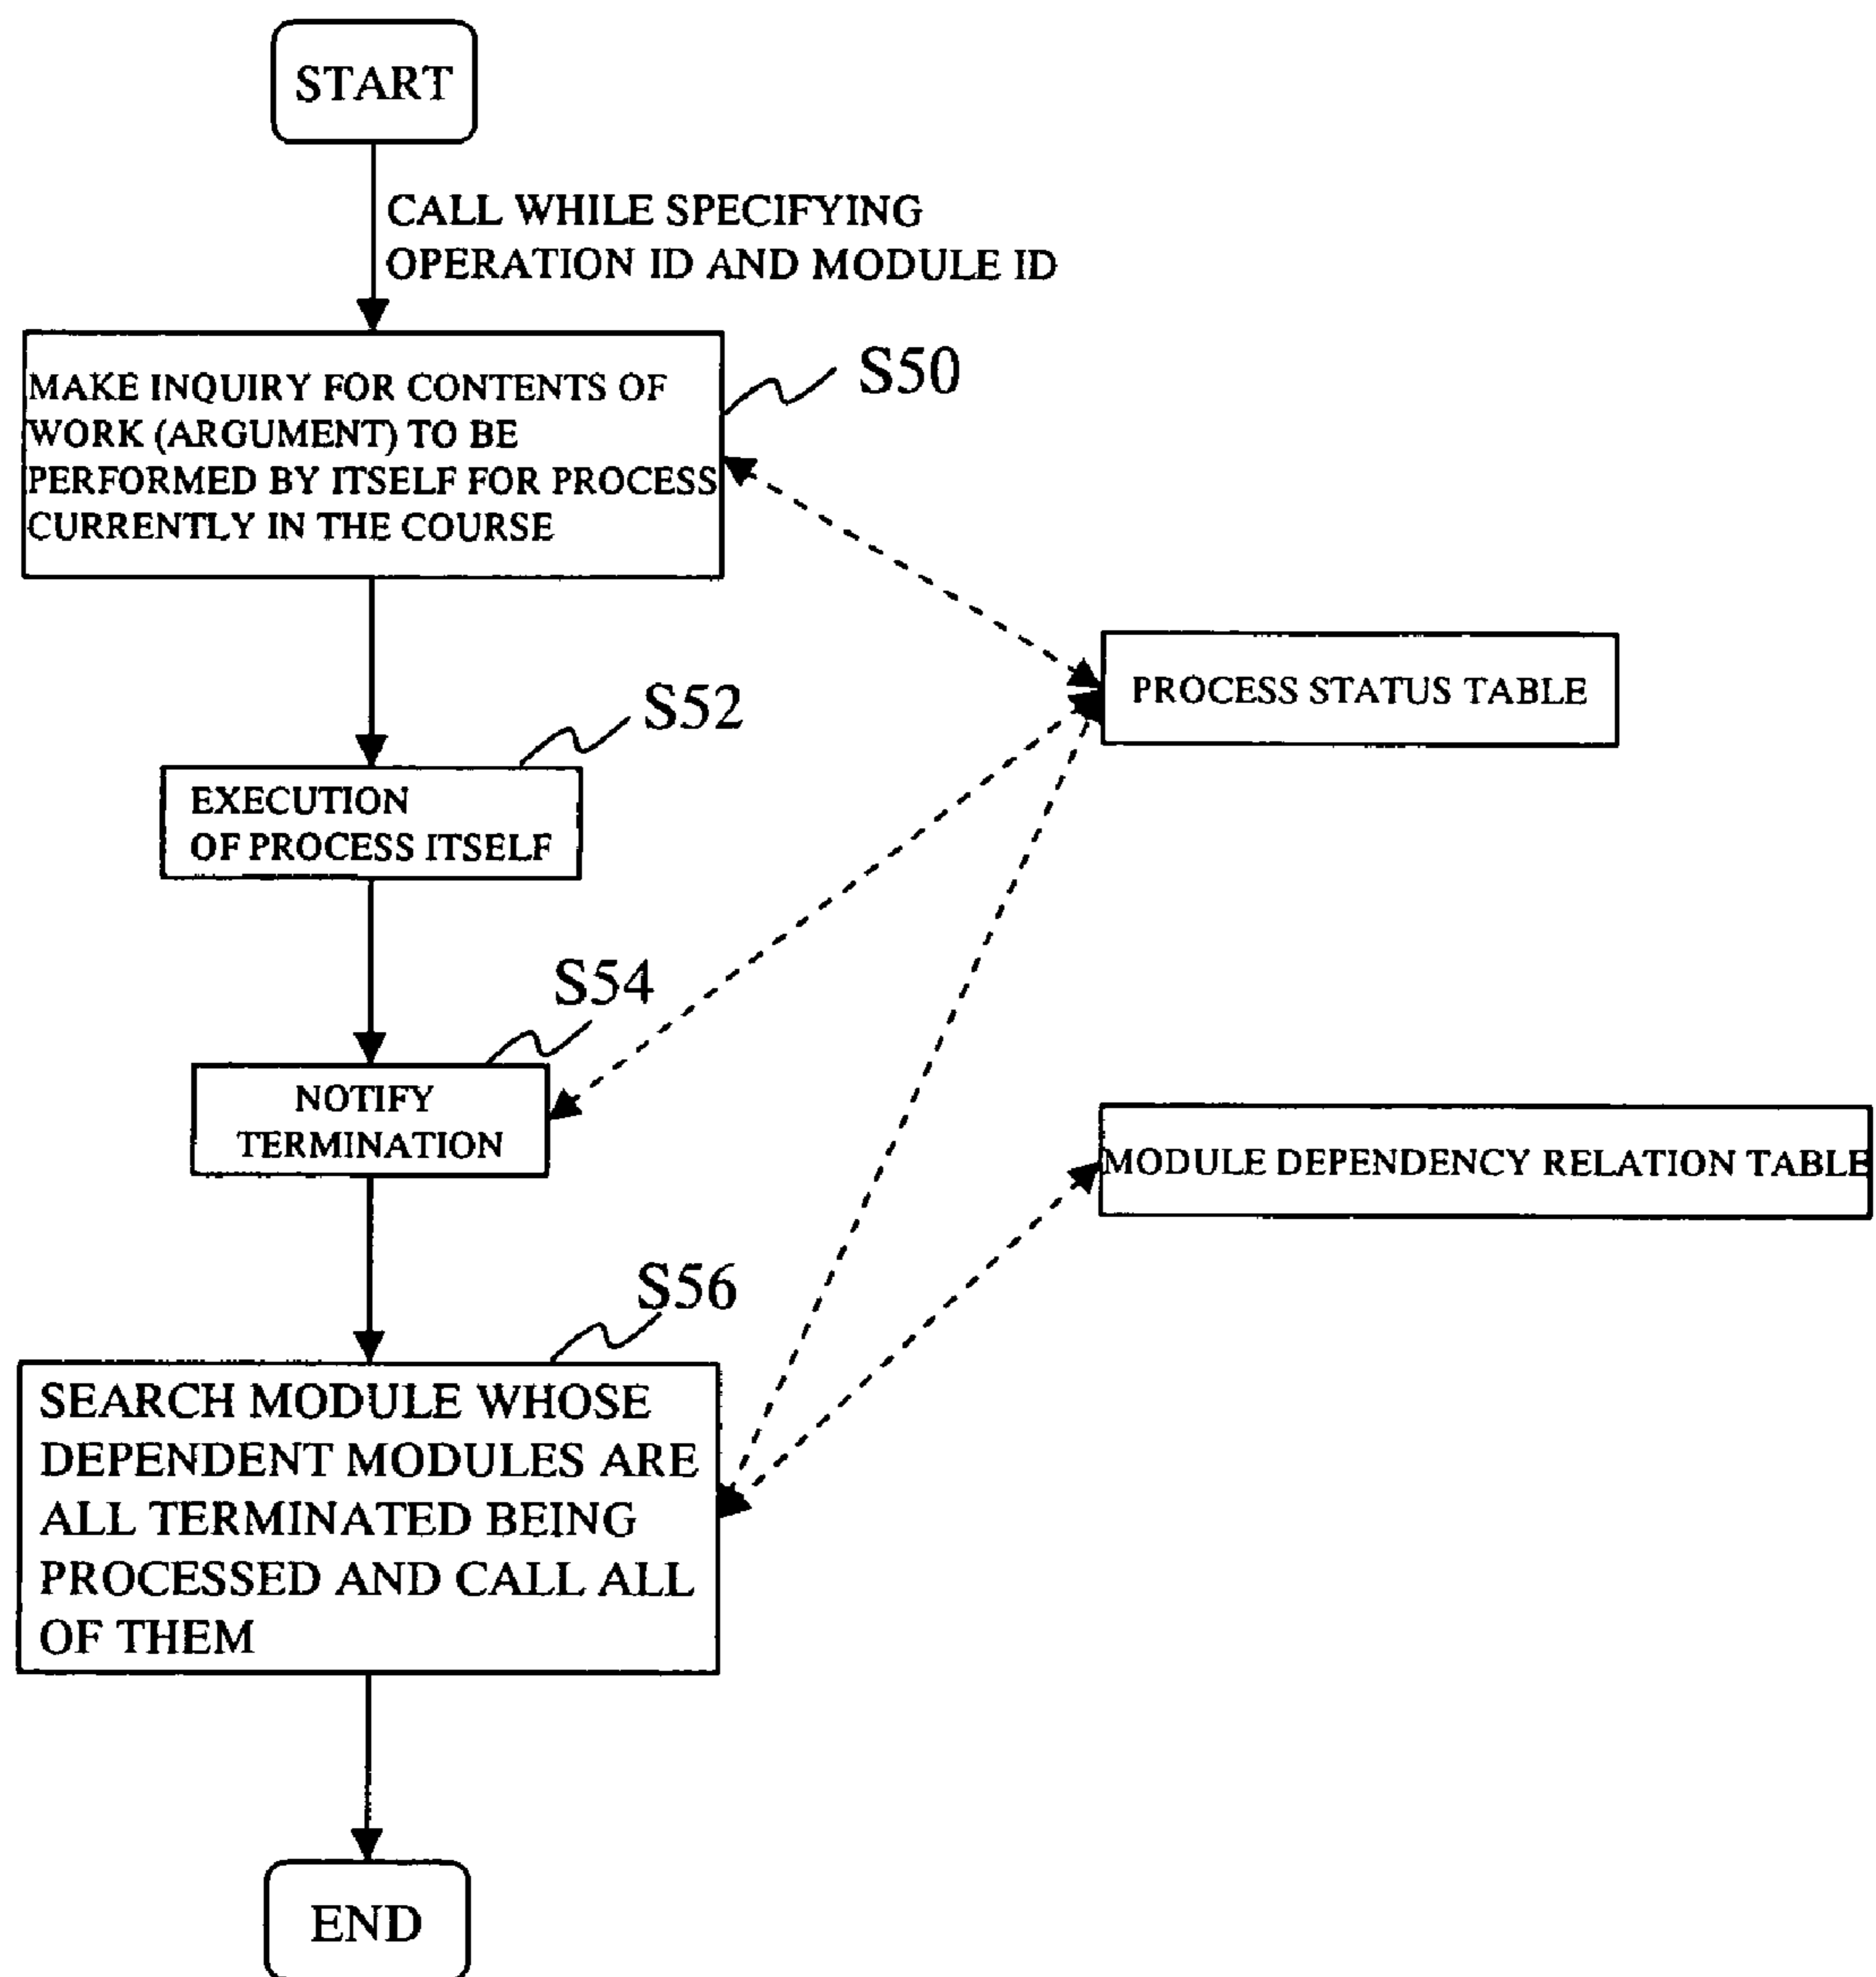 START
CALL WHILE SPECIFYING
OPERATION ID AND MODULE ID
MAKE INQUIRY FOR CONTENTS OF
WORK (ARGUMENT) TO BE
PERFORMED BY ITSELF FOR PROCESS
CURRENTLY IN THE COURSE
S50
PROCESS STATUS TABLE
S52
EXECUTION
OF PROCESS ITSELF
S54
NOTIFY
TERMINATION
MODULE DEPENDENCY RELATION TABLE
S56
SEARCH MODULE WHOSE
DEPENDENT MODULES ARE
ALL TERMINATED BEING
PROCESSED AND CALL ALL
OF THEM
END